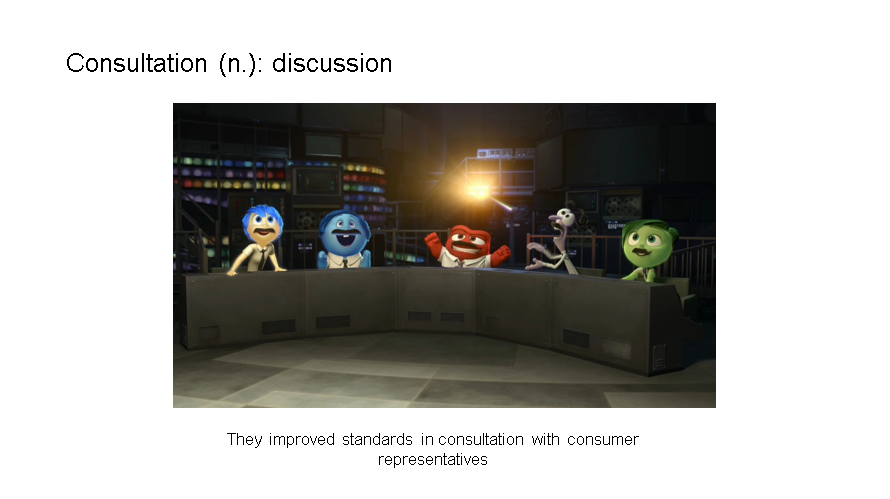 Consultation (n.): discussion
They improved standards in consultation with consumer
representatives